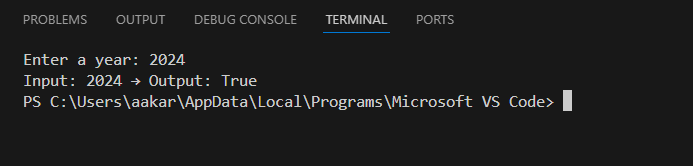 PROBLEMS OUTPUT DEBUG CONSOLE TERMINAL PORTS
Enter a year: 2024
Input: 2024 → Output: True
PS C:\Users\aakar\AppData\Local\Programs\Microsoft VS Code>